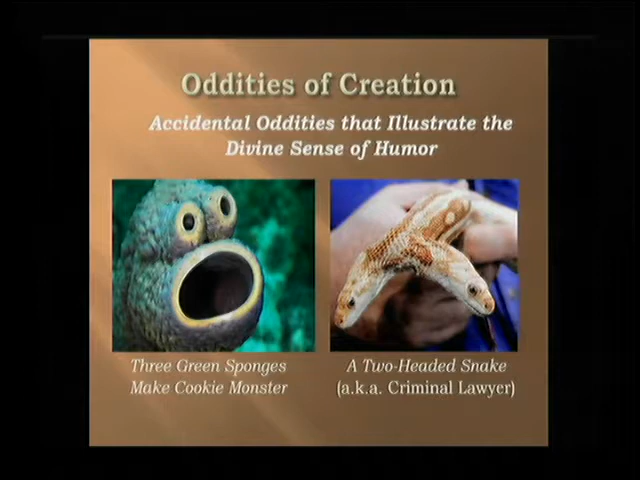 Oddities of Creation
Accidental Oddities that Illustrate the
Divine Sense of Humor
Three Green Sponges
Make Cookie Monster
A Two-Headed Snake
(a.k.a. Criminal Lawyer)